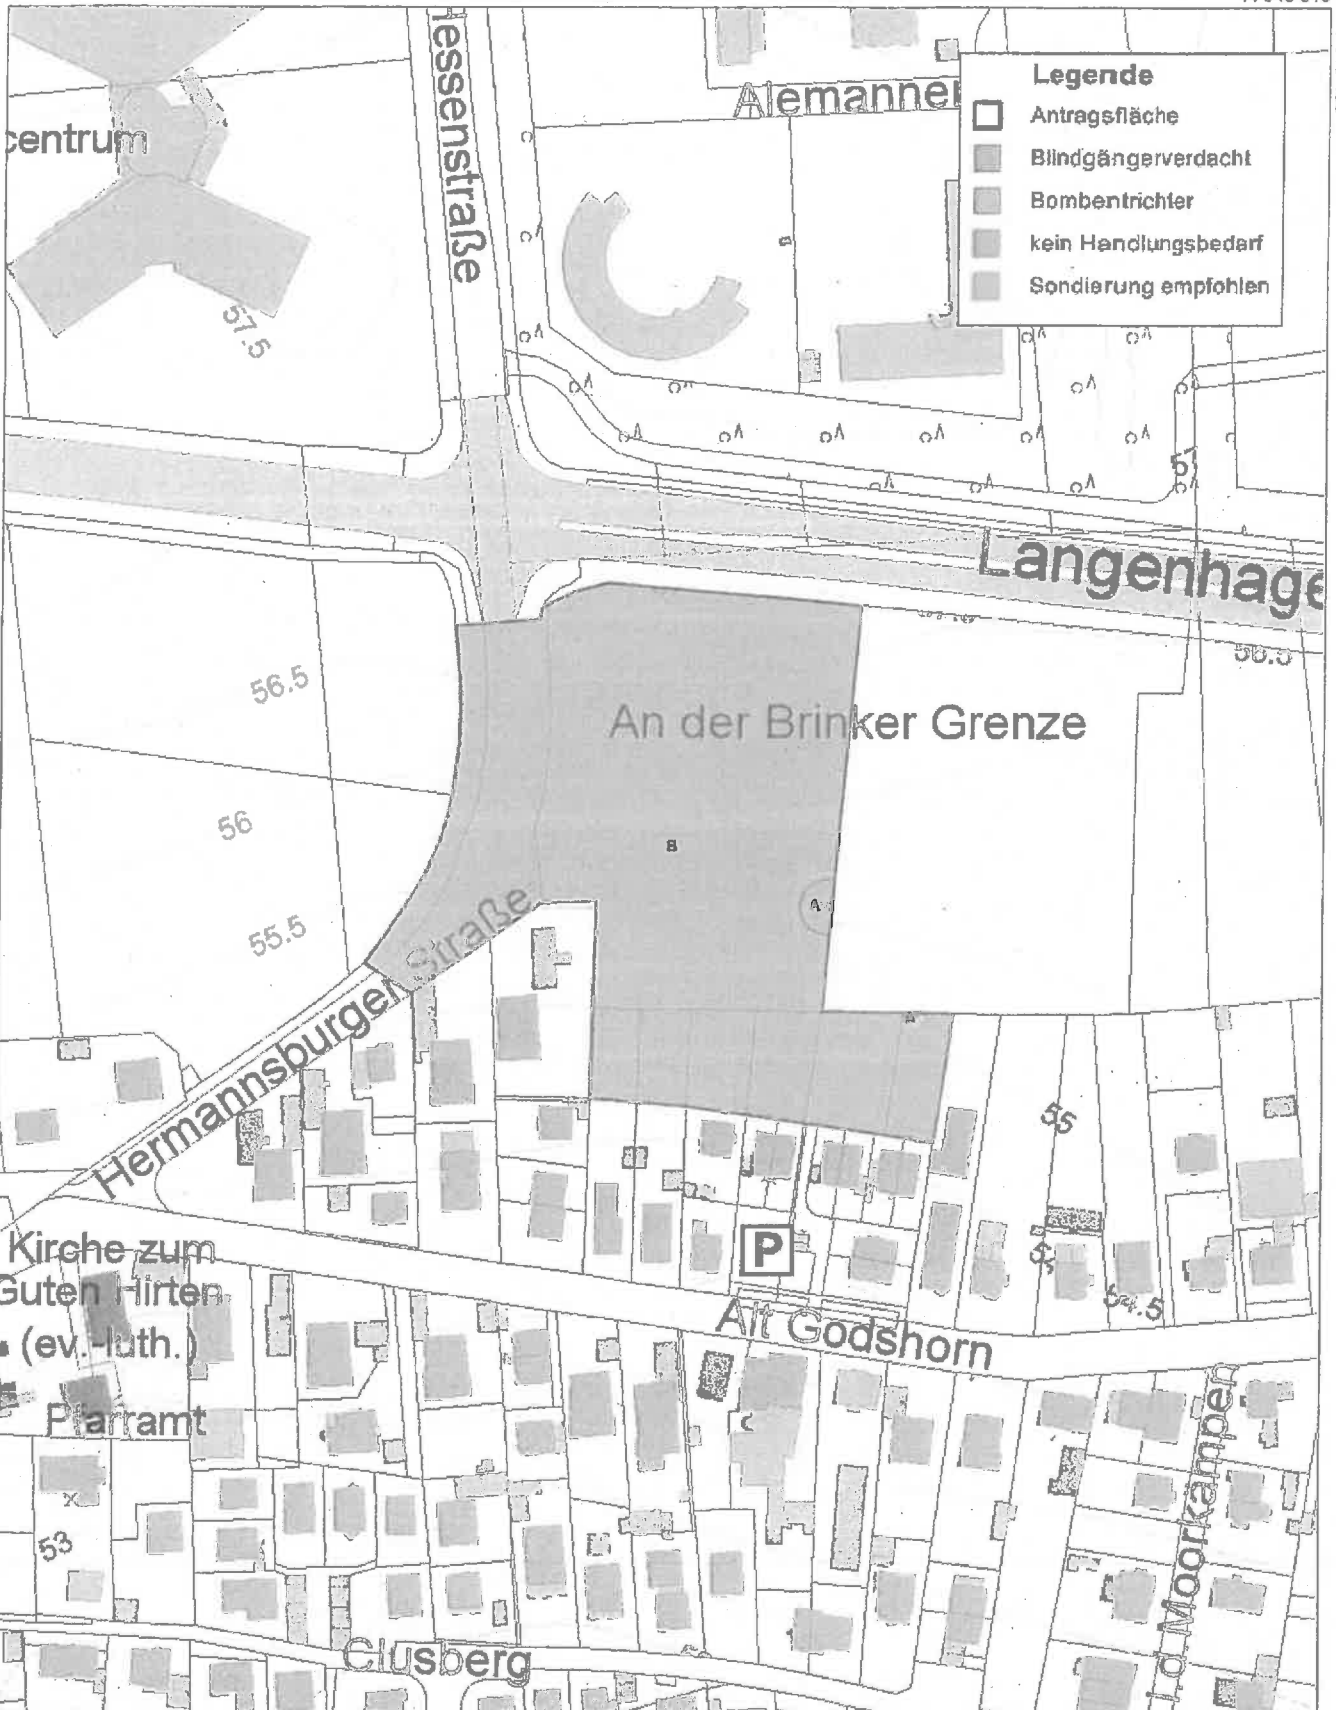 Legende
Antragsfläche
Blindgängerverdacht
Bombentrichter
kein Handlungsbedarf
Sondierung empfohlen
essenstraße
Alemanner
centrum
57.5
57
Langenhage
56.5
56.5
An der Brinker Grenze
56
B
A
Straße
55.5
Hermannsburger
55
Kirche zum
Guten Hirten
(ev.-luth.)
Pfarramt
P
54.5
Alt Godshorn
Moorkampen
53
Clusberg